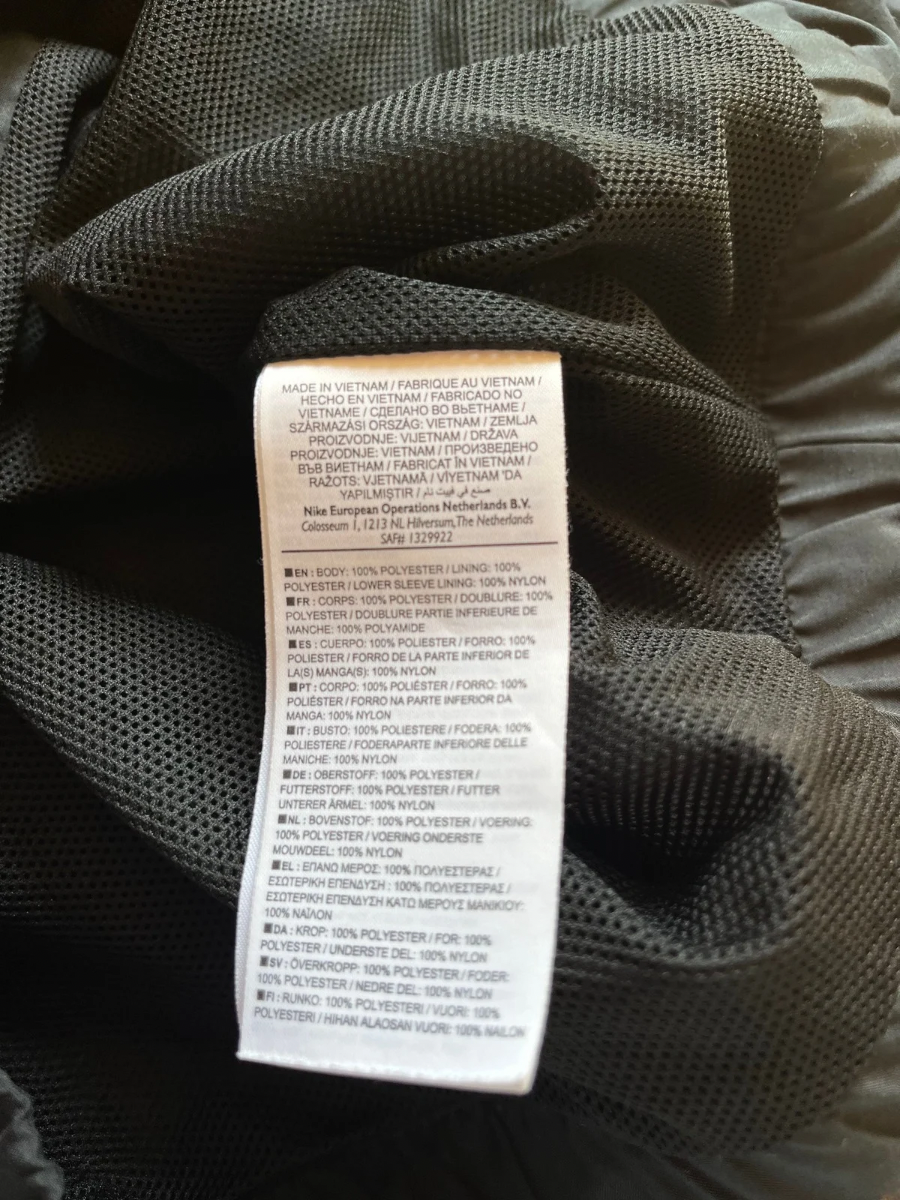 MADE IN VIETNAM / FABRIQUE AU VIETNAM /
HECHO EN VIETNAM / FABRICADO NO
VIETNAME / СДЕЛАНО ВО ВЬЕТНАМЕ /
SZÁRMAZÁSI ORSZÁG: VIETNAM / ZEMLJA
PROIZVODNJE: VIJETNAM / DRŽAVA
PROIZVODNJE: VIETNAM / ПРОИЗВЕДЕНО
ВЪВ ВИЕТНАМ / FABRICAT ÎN VIETNAM /
RAŽOTS: VJETNAMĀ / VİYETNAM 'DA
YAPILMIŞTIR / صنع في فييت نام
Nike European Operations Netherlands B.V.
Colosseum 1, 1213 NL Hilversum, The Netherlands
SAF# 1329922
■EN : BODY: 100% POLYESTER / LINING: 100%
POLYESTER / LOWER SLEEVE LINING: 100% NYLON
■FR : CORPS: 100% POLYESTER / DOUBLURE: 100%
POLYESTER / DOUBLURE PARTIE INFERIEURE DE
MANCHE: 100% POLYAMIDE
■ES : CUERPO: 100% POLIÉSTER / FORRO: 100%
POLIÉSTER / FORRO DE LA PARTE INFERIOR DE
LA(S) MANGA(S): 100% NYLON
■PT : CORPO: 100% POLIÉSTER / FORRO: 100%
POLIÉSTER / FORRO NA PARTE INFERIOR DA
MANGA: 100% NYLON
■IT : BUSTO: 100% POLIESTERE / FODERA: 100%
POLIESTERE / FODERAPARTE INFERIORE DELLE
MANICHE: 100% NYLON
■DE : OBERSTOFF: 100% POLYESTER /
FUTTERSTOFF: 100% POLYESTER / FUTTER
UNTERER ÄRMEL: 100% NYLON
■NL : BOVENSTOF: 100% POLYESTER / VOERING:
100% POLYESTER / VOERING ONDERSTE
MOUWDEEL: 100% NYLON
■EL : ΕΠΑΝΩ ΜΕΡΟΣ: 100% ΠΟΛΥΕΣΤΕΡΑΣ /
ΕΣΩΤΕΡΙΚΗ ΕΠΕΝΔΥΣΗ : 100% ΠΟΛΥΕΣΤΕΡΑΣ /
ΕΣΩΤΕΡΙΚΗ ΕΠΕΝΔΥΣΗ ΚΑΤΩ ΜΕΡΟΥΣ ΜΑΝΙΚΙΟΥ:
100% ΝΑΪΛΟΝ
■DA : KROP: 100% POLYESTER / FOR: 100%
POLYESTER / UNDERSTE DEL: 100% NYLON
■SV : ÖVERKROPP: 100% POLYESTER / FODER:
100% POLYESTER / NEDRE DEL: 100% NYLON
■FI : RUNKO: 100% POLYESTERI / VUORI: 100%
POLYESTERI / HIHAN ALAOSAN VUORI: 100% NAILON